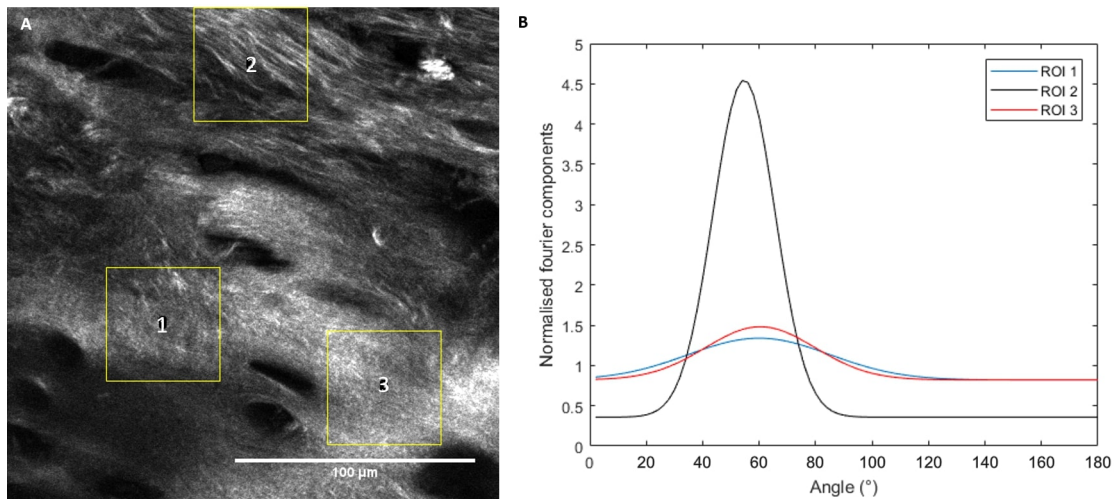 A
2
1
3
100 µm
B
5
4.5
4
3.5
3
2.5
2
1.5
1
0.5
0
Normalised fourier components
ROI 1
ROI 2
ROI 3
0 20 40 60 80 100 120 140 160 180
Angle (°)